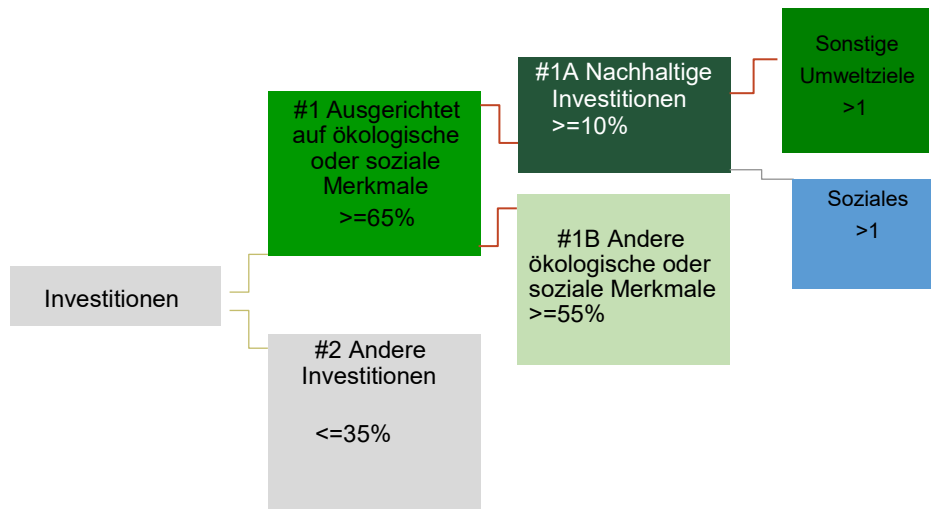 Investitionen
#1 Ausgerichtet
auf ökologische
oder soziale
Merkmale
>=65%
#2 Andere
Investitionen
<=35%
#1A Nachhaltige
Investitionen
>=10%
#1B Andere
ökologische oder
soziale Merkmale
>=55%
Sonstige
Umweltziele
>1
Soziales
>1